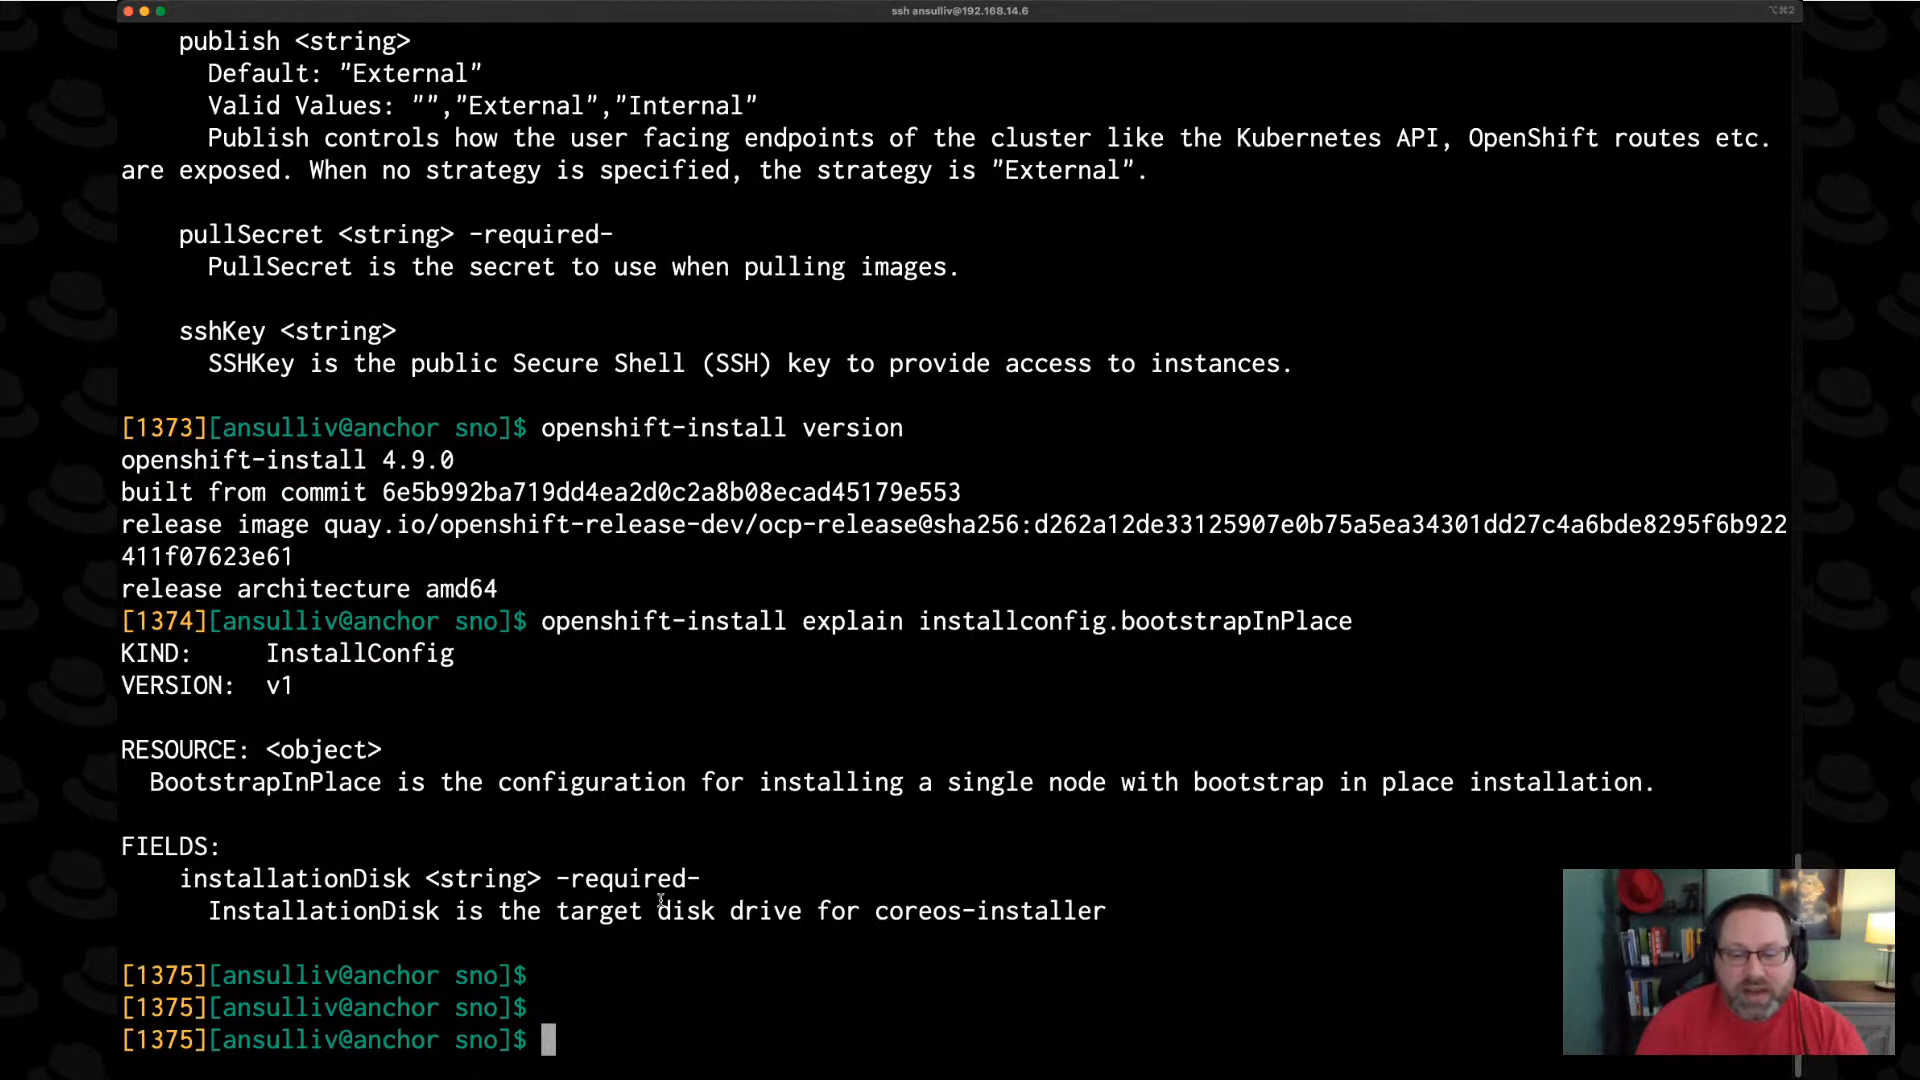 ssh ansulliv@192.168.14.6
⌥⌘2
publish <string>
Default: "External"
Valid Values: "","External","Internal"
Publish controls how the user facing endpoints of the cluster like the Kubernetes API, OpenShift routes etc.
are exposed. When no strategy is specified, the strategy is "External".
pullSecret <string> -required-
PullSecret is the secret to use when pulling images.
sshKey <string>
SSHKey is the public Secure Shell (SSH) key to provide access to instances.
[1373][ansulliv@anchor sno]$ openshift-install version
openshift-install 4.9.0
built from commit 6e5b992ba719dd4ea2d0c2a8b08ecad45179e553
release image quay.io/openshift-release-dev/ocp-release@sha256:d262a12de33125907e0b75a5ea34301dd27c4a6bde8295f6b922
411f07623e61
release architecture amd64
[1374][ansulliv@anchor sno]$ openshift-install explain installconfig.bootstrapInPlace
KIND: InstallConfig
VERSION: v1
RESOURCE: <object>
BootstrapInPlace is the configuration for installing a single node with bootstrap in place installation.
FIELDS:
installationDisk <string> -required-
InstallationDisk is the target disk drive for coreos-installer
[1375][ansulliv@anchor sno]$
[1375][ansulliv@anchor sno]$
[1375][ansulliv@anchor sno]$